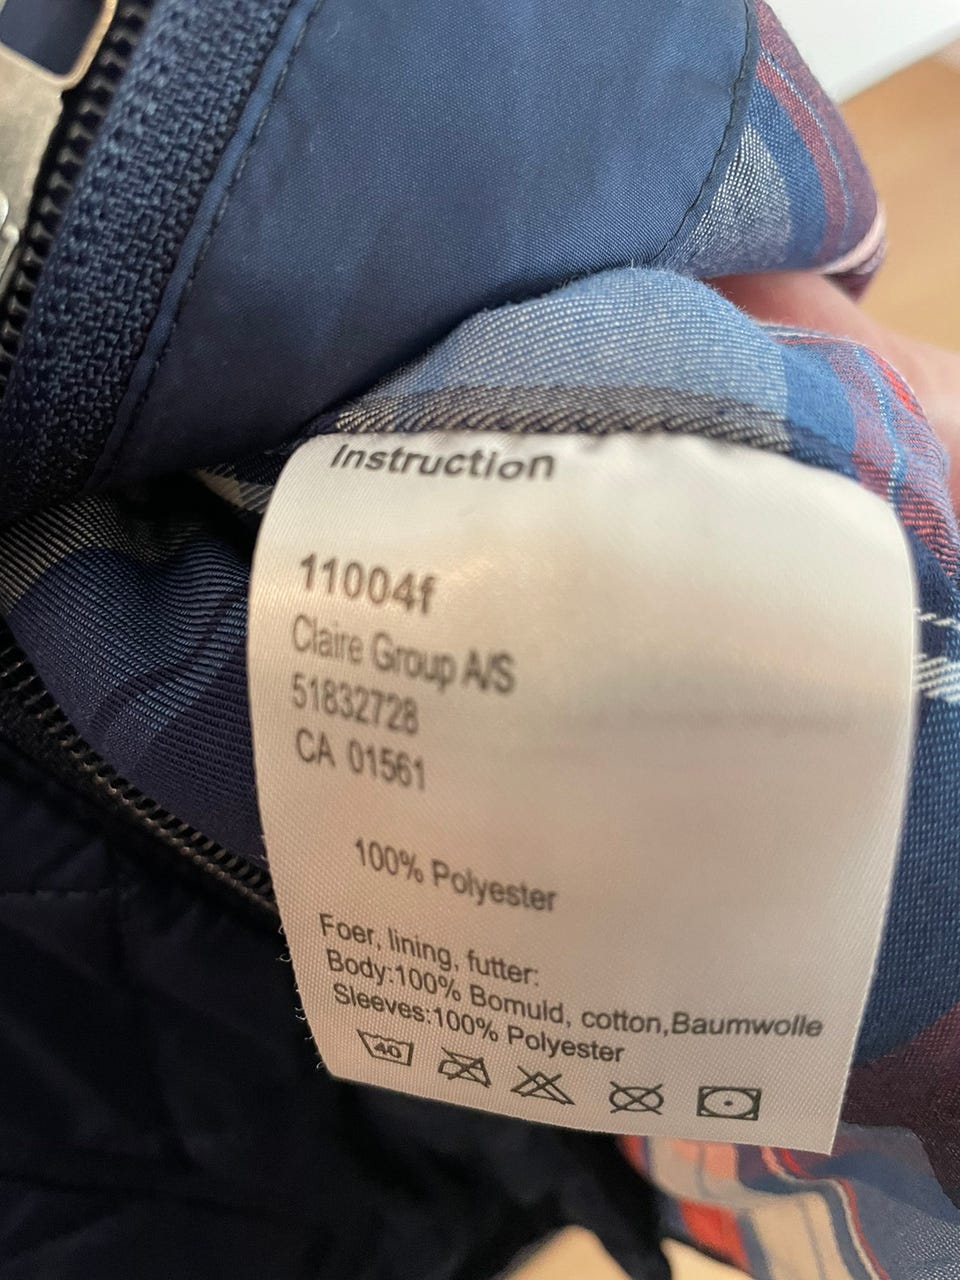 Instruction
11004f
Claire Group A/S
51832728
CA 01561
100% Polyester
Foer, lining, futter:
Body:100% Bomuld, cotton,Baumwolle
Sleeves:100% Polyester
40